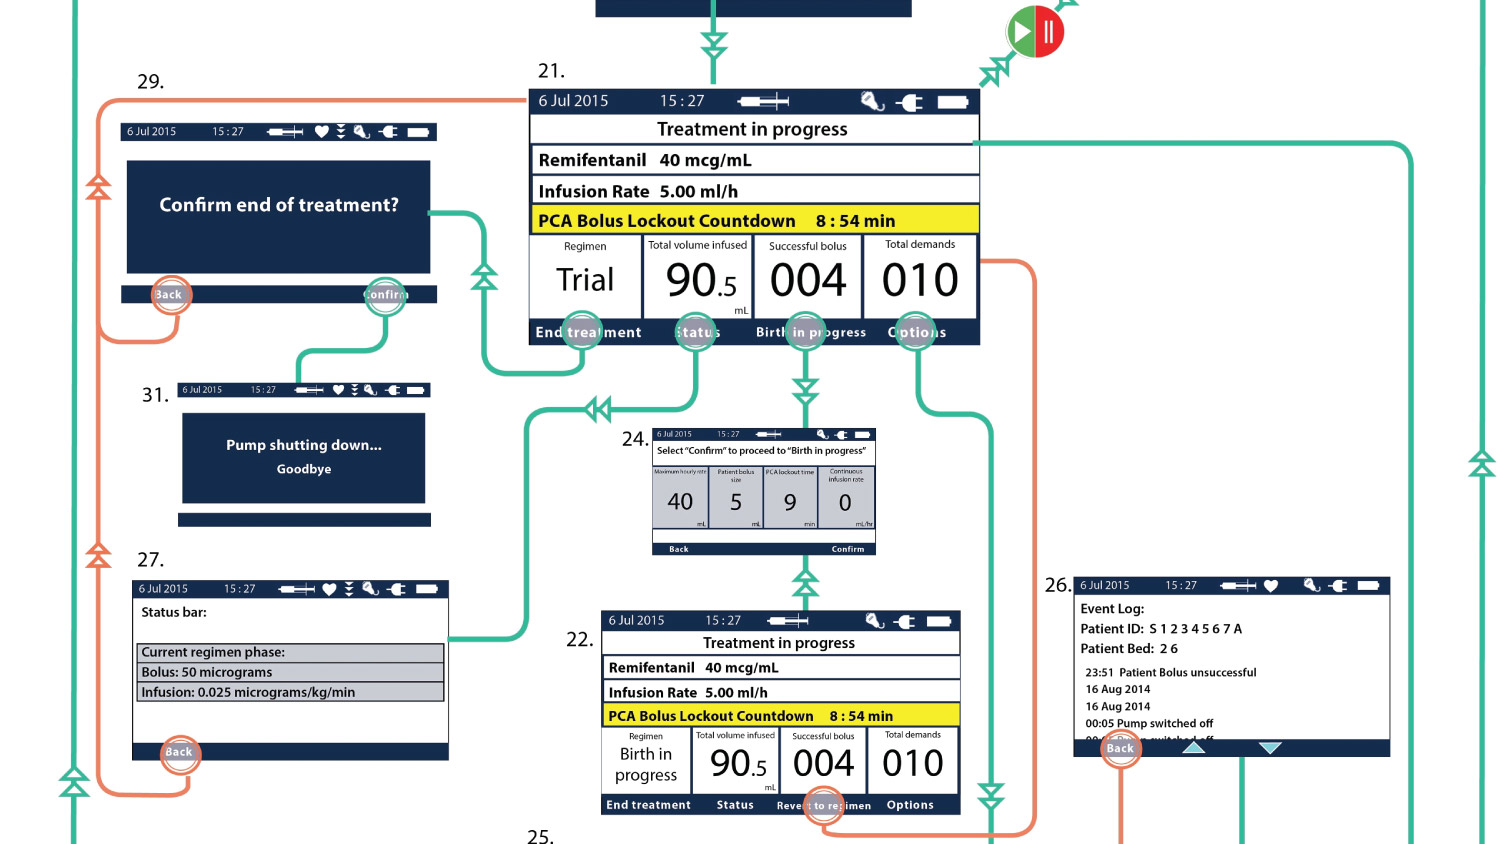 29.
6 Jul 2015 15 : 27
Confirm end of treatment?
Back Confirm
21.
6 Jul 2015 15 : 27
Treatment in progress
Remifentanil 40 mcg/mL
Infusion Rate 5.00 ml/h
PCA Bolus Lockout Countdown 8 : 54 min
Regimen Total volume infused Successful bolus Total demands
Trial 90.5 004 010
mL
End treatment Status Birth in progress Options
31.
6 Jul 2015 15 : 27
Pump shutting down...
Goodbye
24.
6 Jul 2015 15 : 27
Select "Confirm" to proceed to "Birth in progress"
Maximum hourly rate Patient bolus size PCA lockout time Continuous infusion rate
40 5 9 0
mL mL min mL/hr
Back Confirm
27.
6 Jul 2015 15 : 27
Status bar:
Current regimen phase:
Bolus: 50 micrograms
Infusion: 0.025 micrograms/kg/min
Back
22.
6 Jul 2015 15 : 27
Treatment in progress
Remifentanil 40 mcg/mL
Infusion Rate 5.00 ml/h
PCA Bolus Lockout Countdown 8 : 54 min
Regimen Total volume infused Successful bolus Total demands
Birth in progress 90.5 004 010
mL
End treatment Status Revert to regimen Options
26.
6 Jul 2015 15 : 27
Event Log:
Patient ID: S 1 2 3 4 5 6 7 A
Patient Bed: 2 6
23:51 Patient Bolus unsuccessful
16 Aug 2014
16 Aug 2014
00:05 Pump switched off
Back
25.